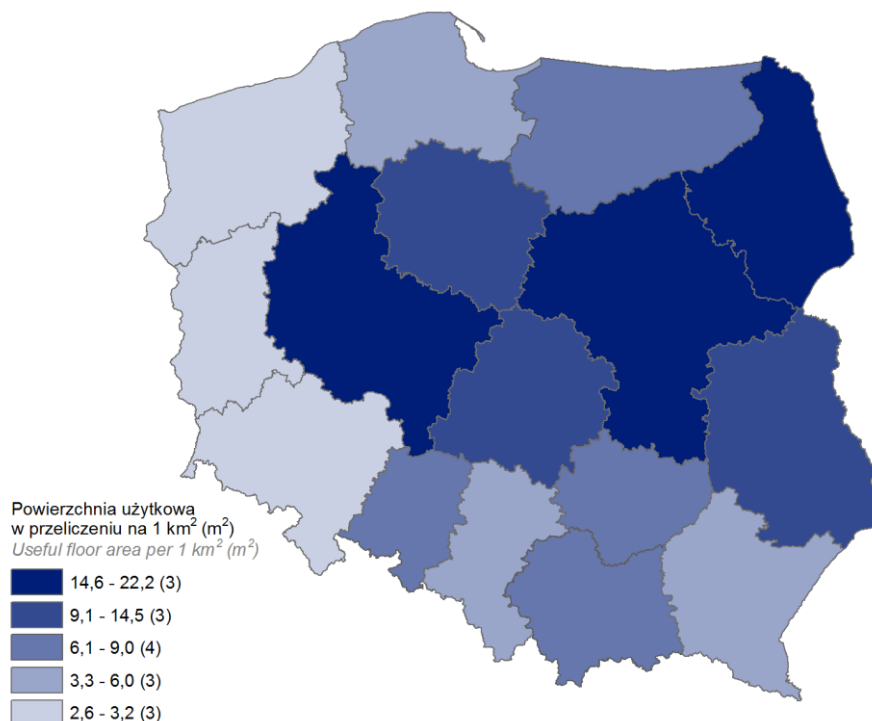 Powierzchnia użytkowa
w przeliczeniu na 1 km² (m²)
Useful floor area per 1 km² (m²)
14,6 - 22,2 (3)
9,1 - 14,5 (3)
6,1 - 9,0 (4)
3,3 - 6,0 (3)
2,6 - 3,2 (3)